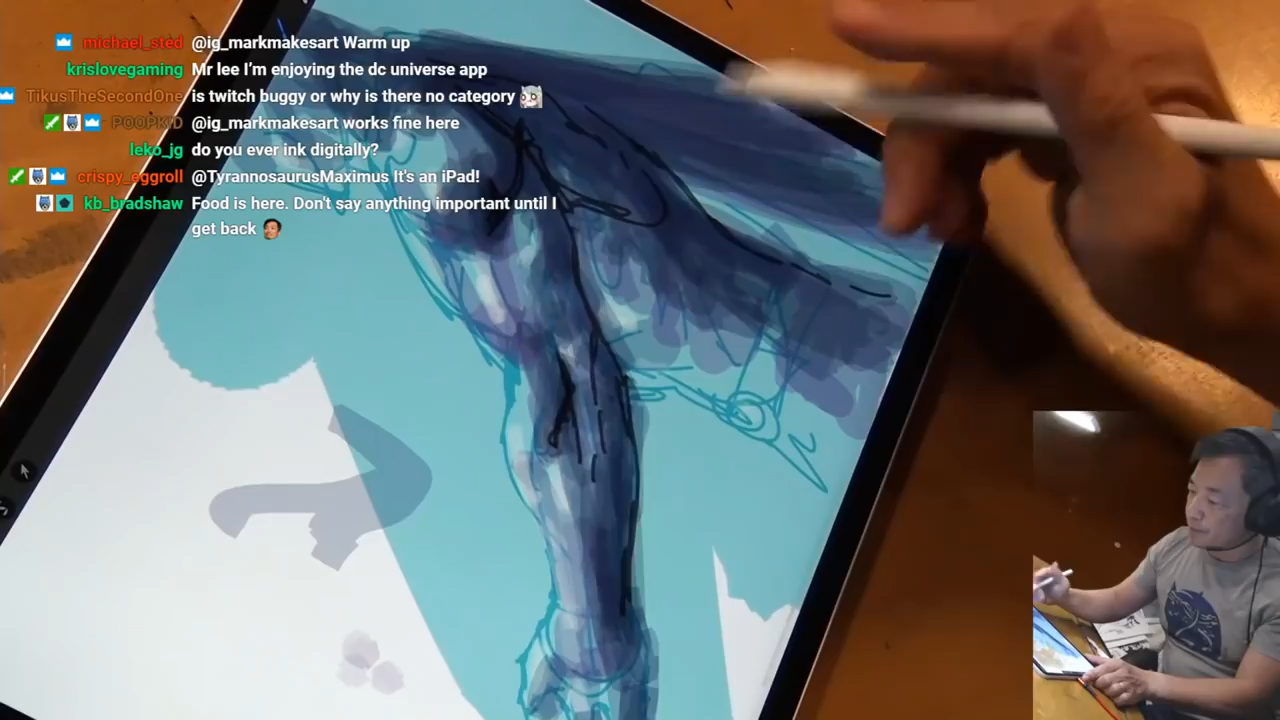 michael_sted @ig_markmakesart Warm up
krislovegaming Mr lee I'm enjoying the dc universe app
TikusTheSecondOne is twitch buggy or why is there no category
POOPKID @ig_markmakesart works fine here
leko_jg do you ever ink digitally?
crispy_eggroll @TyrannosaurusMaximus It's an iPad!
kb_bradshaw Food is here. Don't say anything important until I
get back